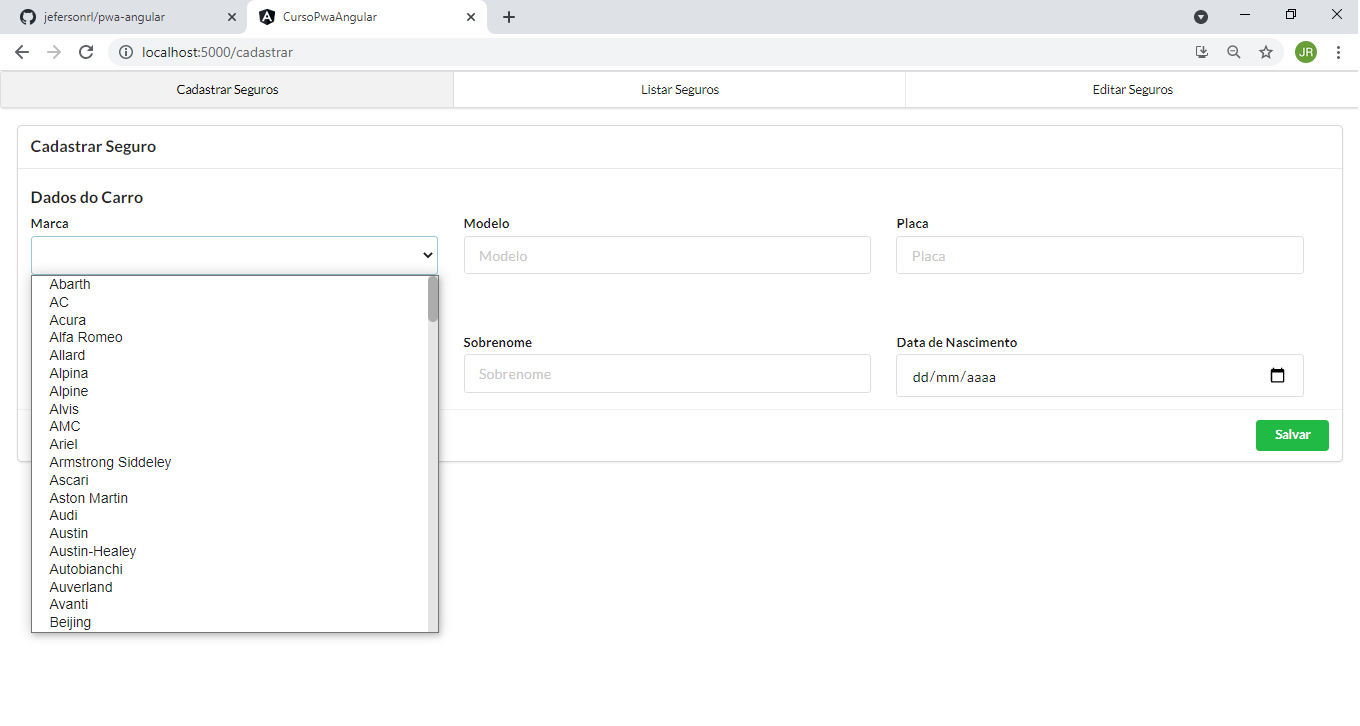 jefersonrl/pwa-angular
CursoPwaAngular
localhost:5000/cadastrar
JR
Cadastrar Seguros
Listar Seguros
Editar Seguros
Cadastrar Seguro
Dados do Carro
Marca
Modelo
Placa
Modelo
Placa
Abarth
AC
Acura
Alfa Romeo
Allard
Alpina
Alpine
Alvis
AMC
Ariel
Armstrong Siddeley
Ascari
Aston Martin
Audi
Austin
Austin-Healey
Autobianchi
Auverland
Avanti
Beijing
Sobrenome
Data de Nascimento
Sobrenome
dd/mm/aaaa
Salvar